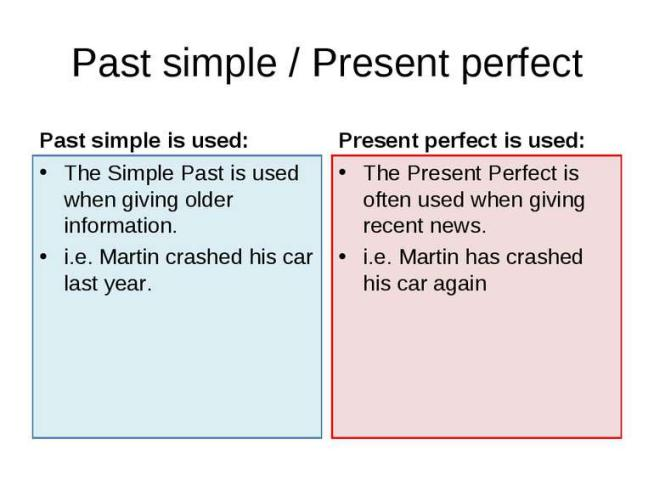 Past simple / Present perfect
Past simple is used:
• The Simple Past is used
when giving older
information.
• i.e. Martin crashed his car
last year.
Present perfect is used:
• The Present Perfect is
often used when giving
recent news.
• i.e. Martin has crashed
his car again